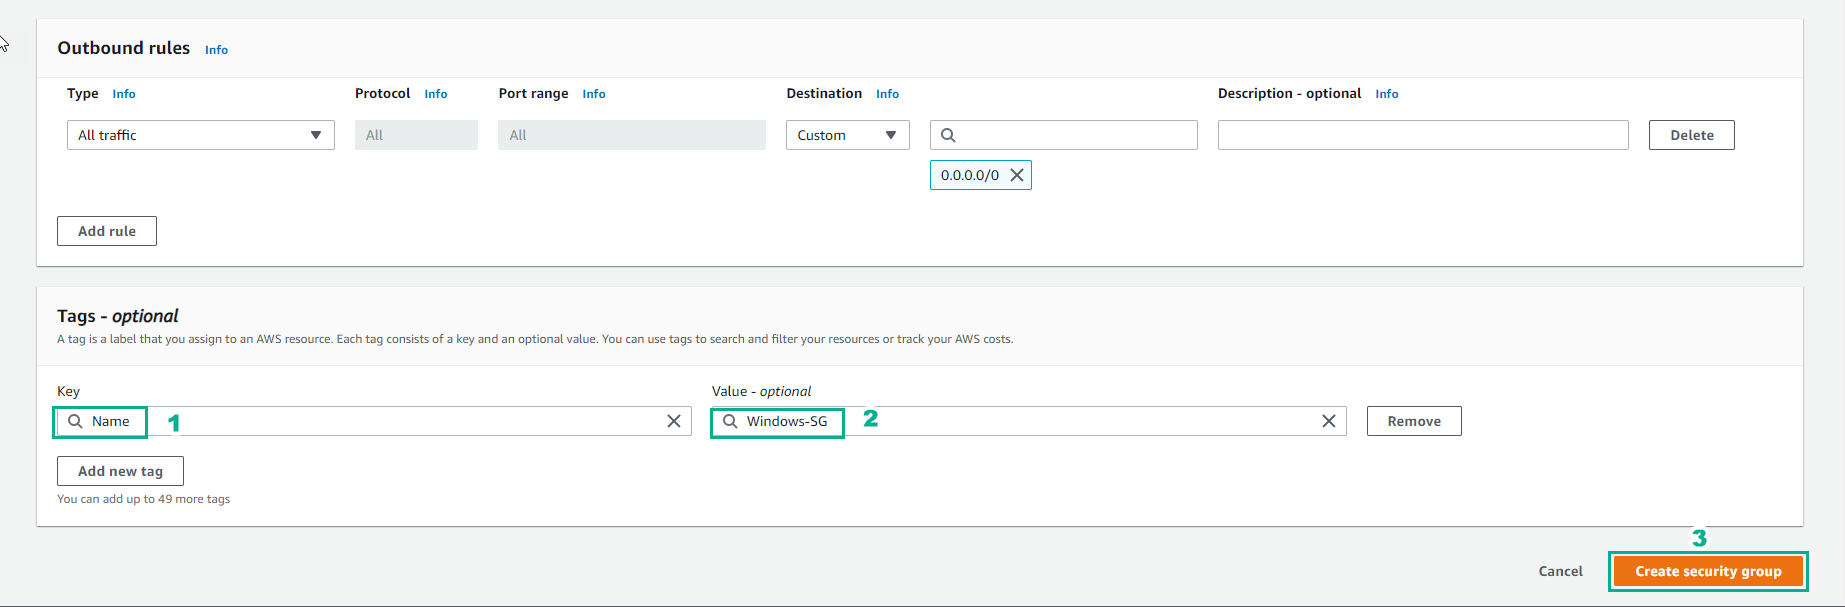 Outbound rules Info
Type Info Protocol Info Port range Info Destination Info Description - optional Info
All traffic All All Custom Delete
0.0.0.0/0
Add rule
Tags - optional
A tag is a label that you assign to an AWS resource. Each tag consists of a key and an optional value. You can use tags to search and filter your resources or track your AWS costs.
Key Value - optional
Name 1 Windows-SG 2 Remove
Add new tag
You can add up to 49 more tags
3
Cancel Create security group